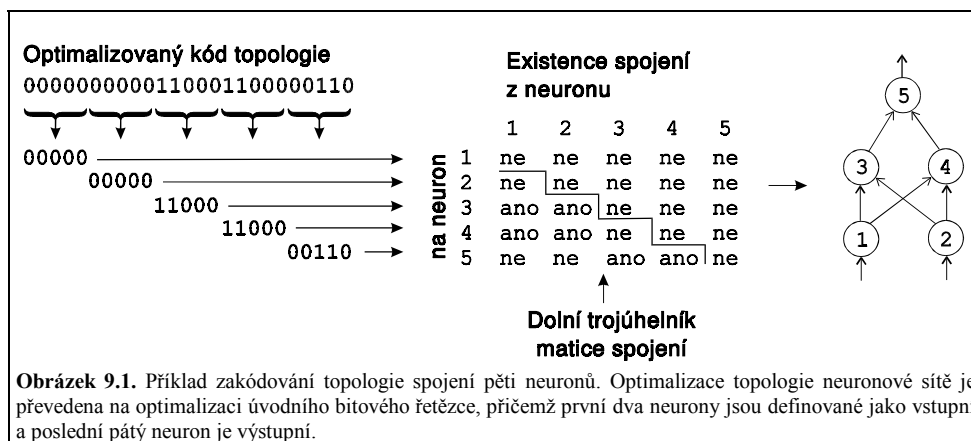 Optimalizovaný kód topologie
0000000000110001100000110
00000
00000
11000
11000
00110
Existence spojení
z neuronu
1 2 3 4 5
na neuron
1 ne ne ne ne ne
2 ne ne ne ne ne
3 ano ano ne ne ne
4 ano ano ne ne ne
5 ne ne ano ano ne
Dolní trojúhelník
matice spojení
5
3 4
1 2
Obrázek 9.1. Příklad zakódování topologie spojení pěti neuronů. Optimalizace topologie neuronové sítě je
převedena na optimalizaci úvodního bitového řetězce, přičemž první dva neurony jsou definované jako vstupní
a poslední pátý neuron je výstupní.